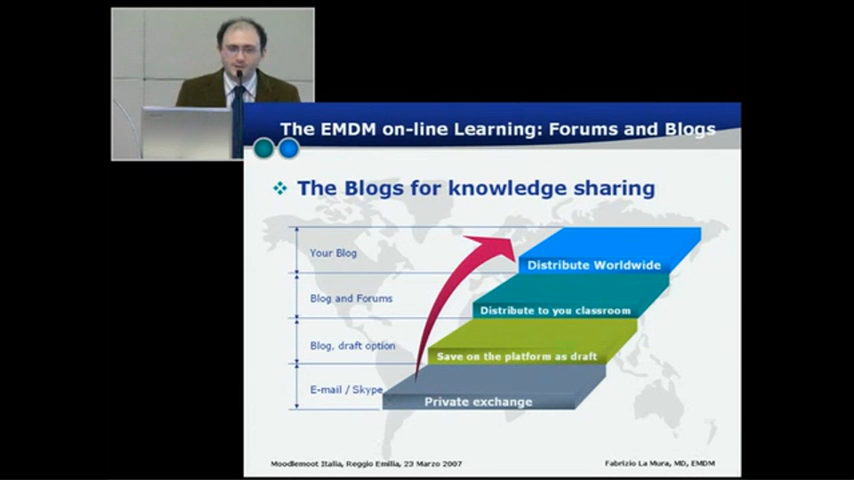 The EMDM on-line Learning: Forums and Blogs
The Blogs for knowledge sharing
Your Blog
Distribute Worldwide
Blog and Forums
Distribute to you classroom
Blog, draft option
Save on the platform as draft
E-mail / Skype
Private exchange
Moodlemoot Italia, Reggio Emilia, 23 Marzo 2007
Fabrizio La Mura, MD, EMDM